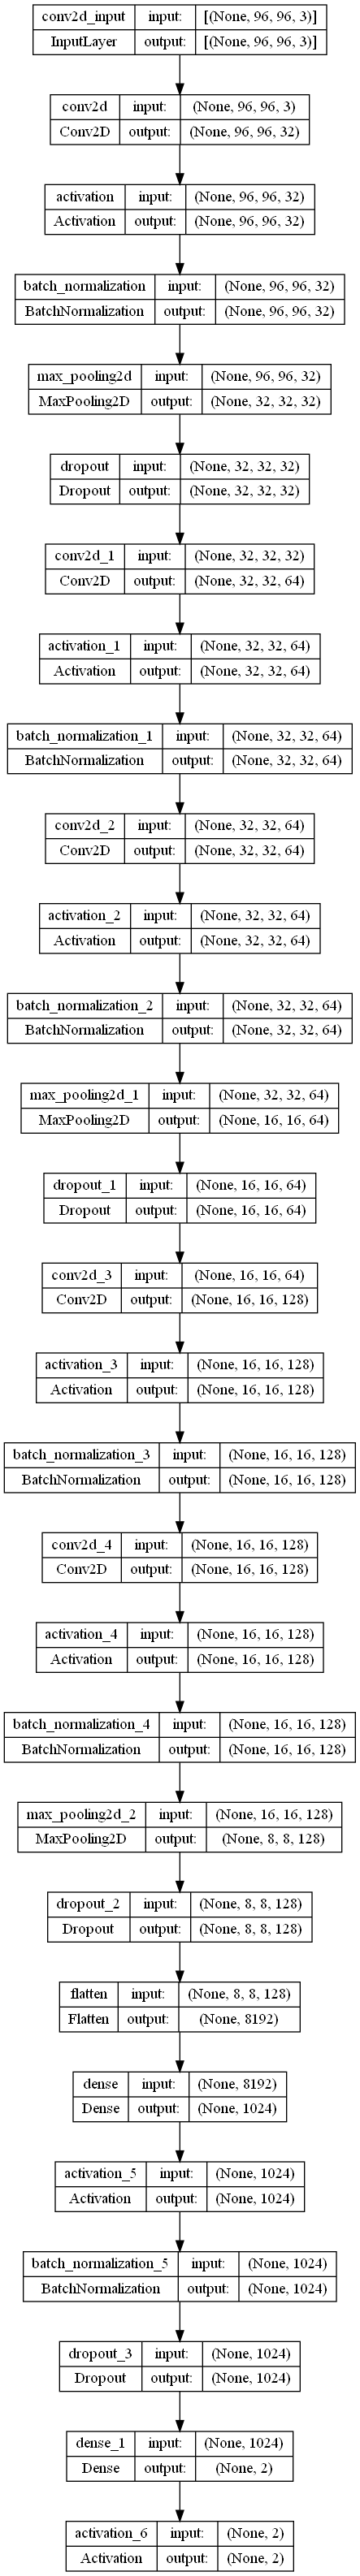 conv2d_input input: [(None, 96, 96, 3)]
InputLayer output: [(None, 96, 96, 3)]
conv2d input: (None, 96, 96, 3)
Conv2D output: (None, 96, 96, 32)
activation input: (None, 96, 96, 32)
Activation output: (None, 96, 96, 32)
batch_normalization input: (None, 96, 96, 32)
BatchNormalization output: (None, 96, 96, 32)
max_pooling2d input: (None, 96, 96, 32)
MaxPooling2D output: (None, 32, 32, 32)
dropout input: (None, 32, 32, 32)
Dropout output: (None, 32, 32, 32)
conv2d_1 input: (None, 32, 32, 32)
Conv2D output: (None, 32, 32, 64)
activation_1 input: (None, 32, 32, 64)
Activation output: (None, 32, 32, 64)
batch_normalization_1 input: (None, 32, 32, 64)
BatchNormalization output: (None, 32, 32, 64)
conv2d_2 input: (None, 32, 32, 64)
Conv2D output: (None, 32, 32, 64)
activation_2 input: (None, 32, 32, 64)
Activation output: (None, 32, 32, 64)
batch_normalization_2 input: (None, 32, 32, 64)
BatchNormalization output: (None, 32, 32, 64)
max_pooling2d_1 input: (None, 32, 32, 64)
MaxPooling2D output: (None, 16, 16, 64)
dropout_1 input: (None, 16, 16, 64)
Dropout output: (None, 16, 16, 64)
conv2d_3 input: (None, 16, 16, 64)
Conv2D output: (None, 16, 16, 128)
activation_3 input: (None, 16, 16, 128)
Activation output: (None, 16, 16, 128)
batch_normalization_3 input: (None, 16, 16, 128)
BatchNormalization output: (None, 16, 16, 128)
conv2d_4 input: (None, 16, 16, 128)
Conv2D output: (None, 16, 16, 128)
activation_4 input: (None, 16, 16, 128)
Activation output: (None, 16, 16, 128)
batch_normalization_4 input: (None, 16, 16, 128)
BatchNormalization output: (None, 16, 16, 128)
max_pooling2d_2 input: (None, 16, 16, 128)
MaxPooling2D output: (None, 8, 8, 128)
dropout_2 input: (None, 8, 8, 128)
Dropout output: (None, 8, 8, 128)
flatten input: (None, 8, 8, 128)
Flatten output: (None, 8192)
dense input: (None, 8192)
Dense output: (None, 1024)
activation_5 input: (None, 1024)
Activation output: (None, 1024)
batch_normalization_5 input: (None, 1024)
BatchNormalization output: (None, 1024)
dropout_3 input: (None, 1024)
Dropout output: (None, 1024)
dense_1 input: (None, 1024)
Dense output: (None, 2)
activation_6 input: (None, 2)
Activation output: (None, 2)